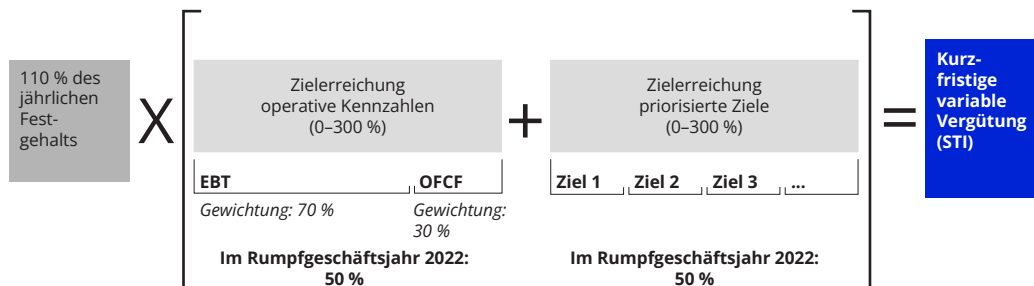 110 % des
jährlichen
Fest-
gehalts
X
Zielerreichung
operative Kennzahlen
(0–300 %)
EBT
OFCF
Gewichtung: 70 %
Gewichtung:
30 %
Im Rumpfgeschäftsjahr 2022:
50 %
+
Zielerreichung
priorisierte Ziele
(0–300 %)
Ziel 1
Ziel 2
Ziel 3
...
Im Rumpfgeschäftsjahr 2022:
50 %
=
Kurz-
fristige
variable
Vergütung
(STI)